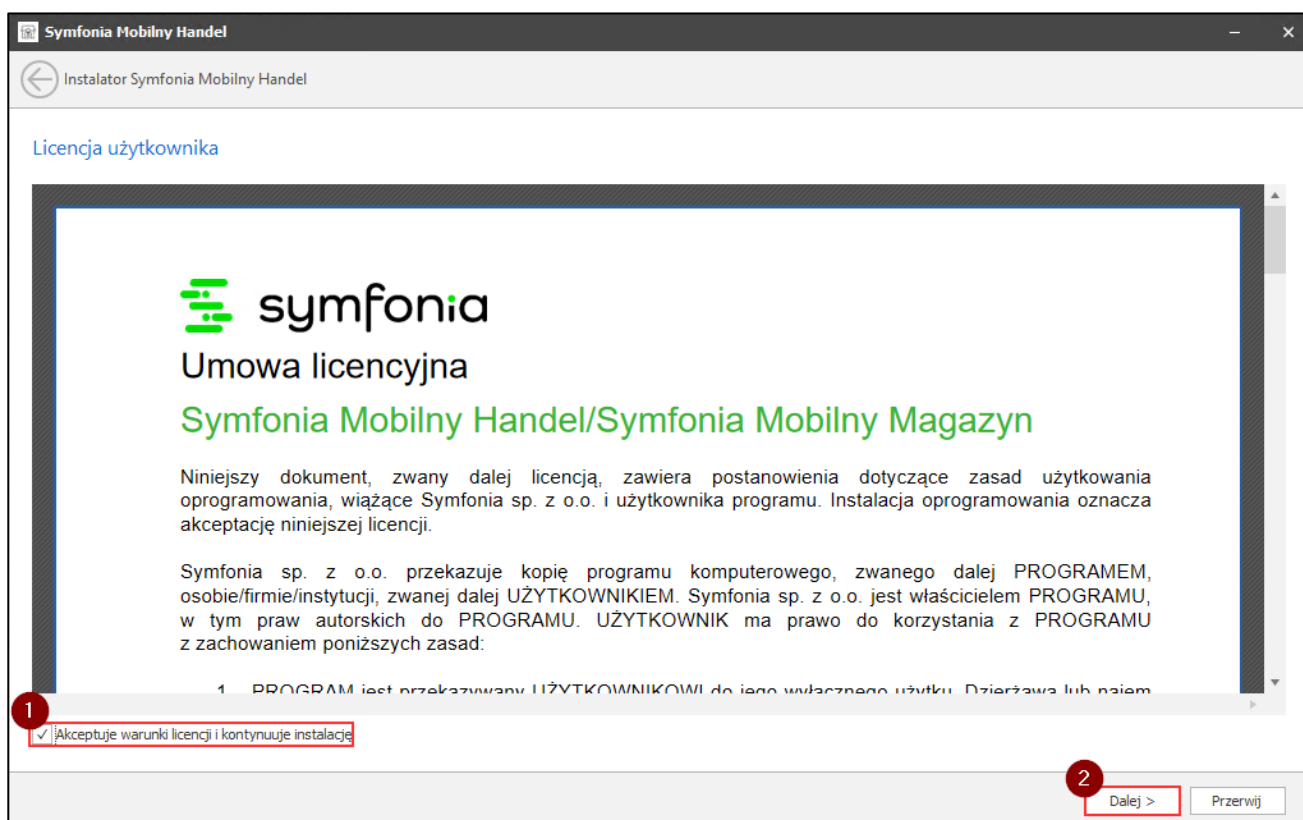 Symfonia Mobilny Handel
Instalator Symfonia Mobilny Handel
Licencja użytkownika
symfonia
Umowa licencyjna
Symfonia Mobilny Handel/Symfonia Mobilny Magazyn
Niniejszy dokument, zwany dalej licencją, zawiera postanowienia dotyczące zasad użytkowania
oprogramowania, wiążące Symfonia sp. z o.o. i użytkownika programu. Instalacja oprogramowania oznacza
akceptację niniejszej licencji.
Symfonia sp. z o.o. przekazuje kopię programu komputerowego, zwanego dalej PROGRAMEM,
osobie/firmie/instytucji, zwanej dalej UŻYTKOWNIKIEM. Symfonia sp. z o.o. jest właścicielem PROGRAMU,
w tym praw autorskich do PROGRAMU. UŻYTKOWNIK ma prawo do korzystania z PROGRAMU
z zachowaniem poniższych zasad:
1. PROGRAM jest przekazywany UŻYTKOWNIKOWI do jego wyłącznego użytku. Dzierżawa lub najem
1
Akceptuje warunki licencji i kontynuuje instalację
2
Dalej >
Przerwij